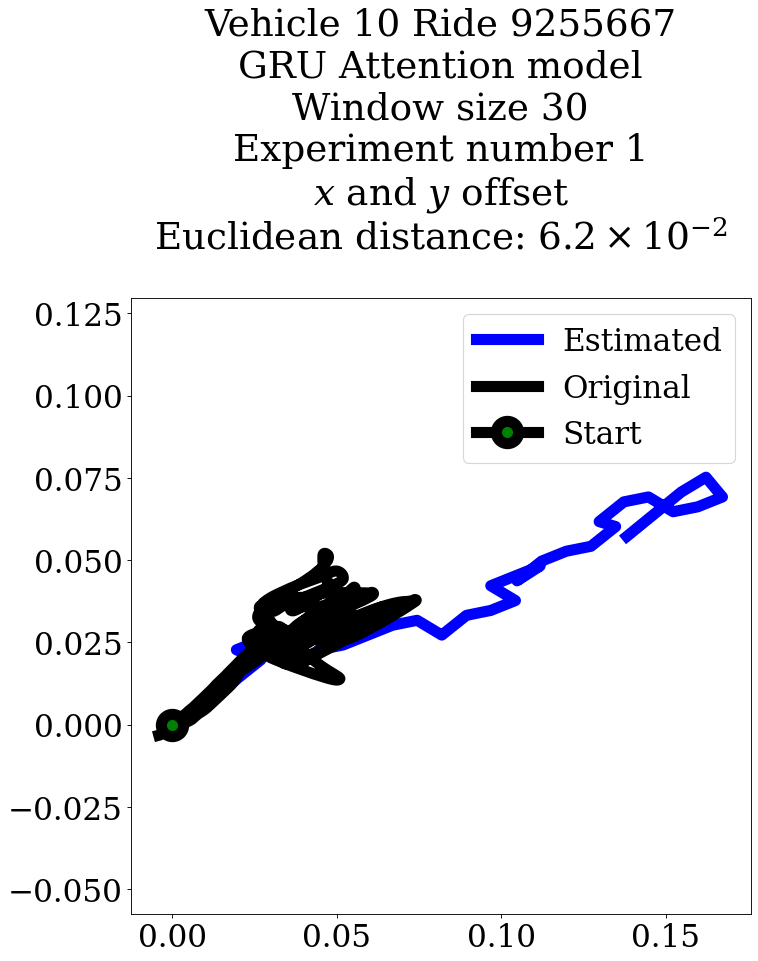 Vehicle 10 Ride 9255667
GRU Attention model
Window size 30
Experiment number 1
x and y offset
Euclidean distance: 6.2 × 10⁻²
0.125
Estimated
0.100
Original
Start
0.075
0.050
0.025
0.000
−0.025
−0.050
0.00 0.05 0.10 0.15